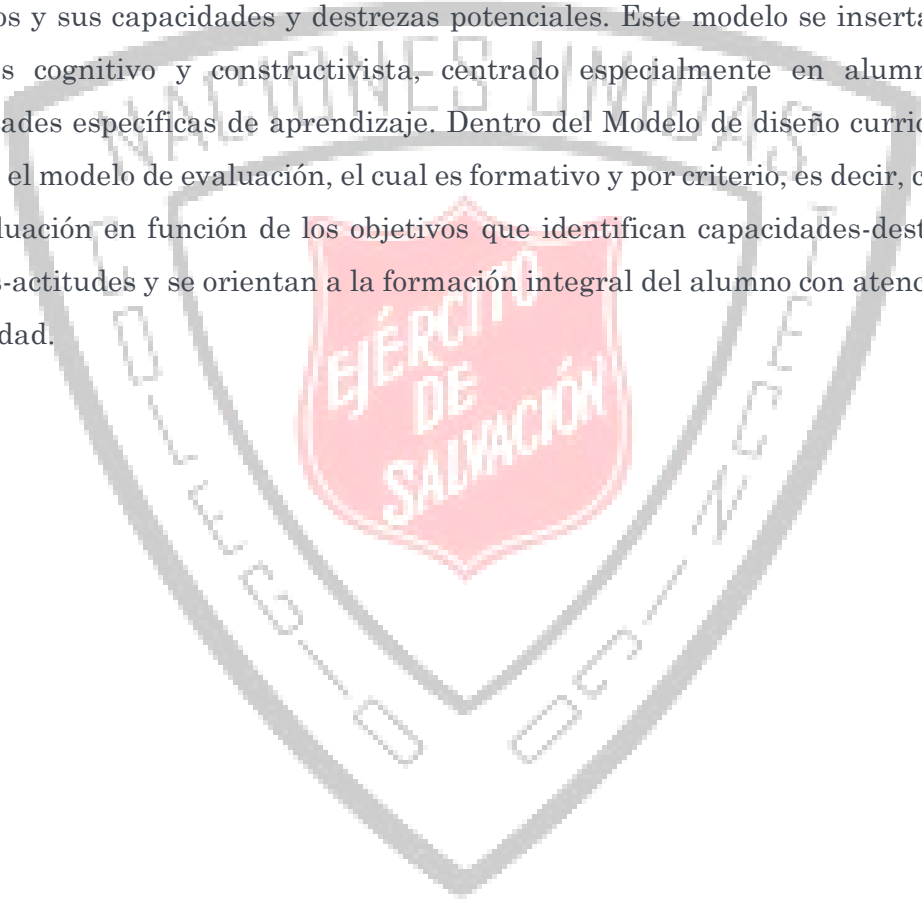 os y sus capacidades y destrezas potenciales. Este modelo se inserta
s cognitivo y constructivista, centrado especialmente en alumn
ades específicas de aprendizaje. Dentro del Modelo de diseño curric
el modelo de evaluación, el cual es formativo y por criterio, es decir, c
luación en función de los objetivos que identifican capacidades-dest
s-actitudes y se orientan a la formación integral del alumno con atenc
dad.
NACIONES UNIDAS
EJÉRCITO
DE
SALVACIÓN
COLEGIO